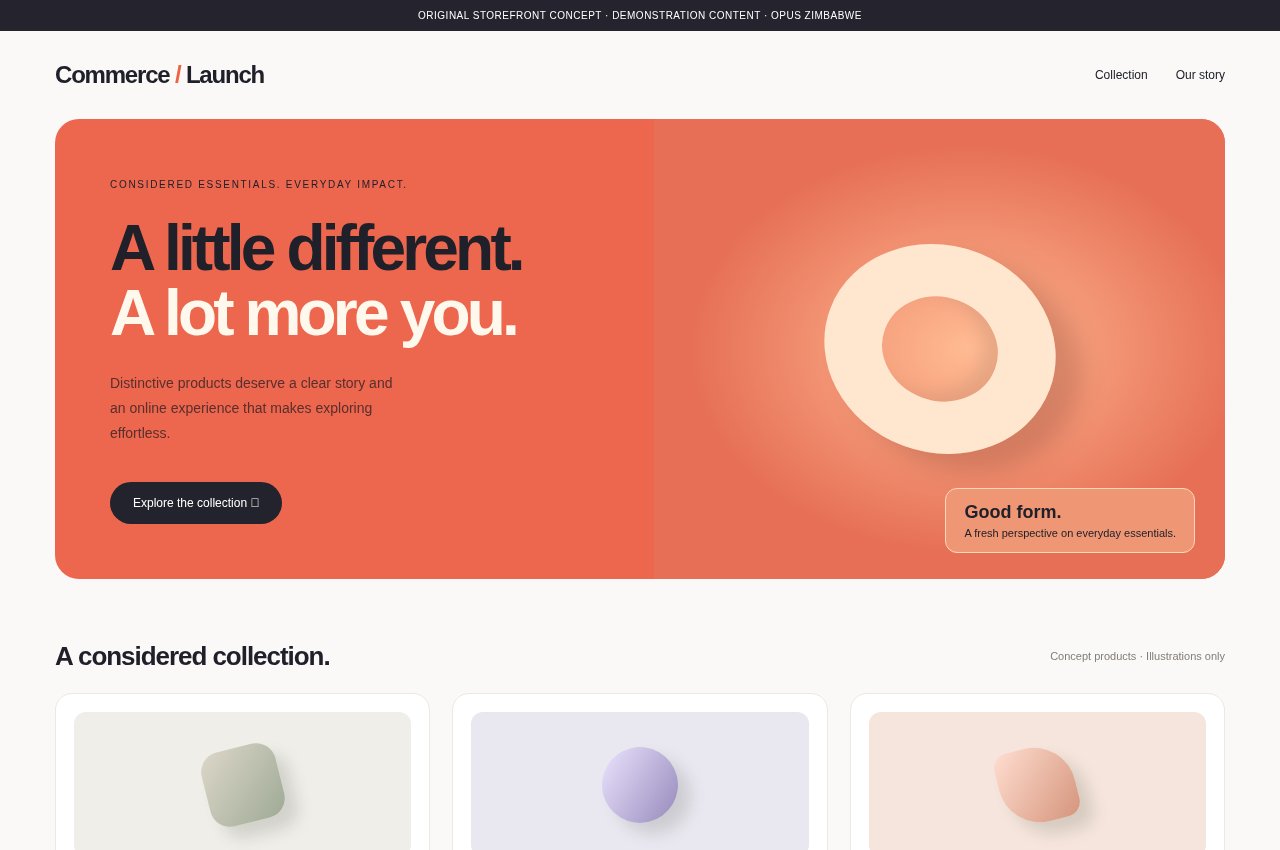 ORIGINAL STOREFRONT CONCEPT · DEMONSTRATION CONTENT · OPUS ZIMBABWE
Commerce / Launch
Collection
Our story
CONSIDERED ESSENTIALS. EVERYDAY IMPACT.
A little different.
A lot more you.
Distinctive products deserve a clear story and
an online experience that makes exploring
effortless.
Explore the collection
Good form.
A fresh perspective on everyday essentials.
A considered collection.
Concept products · Illustrations only